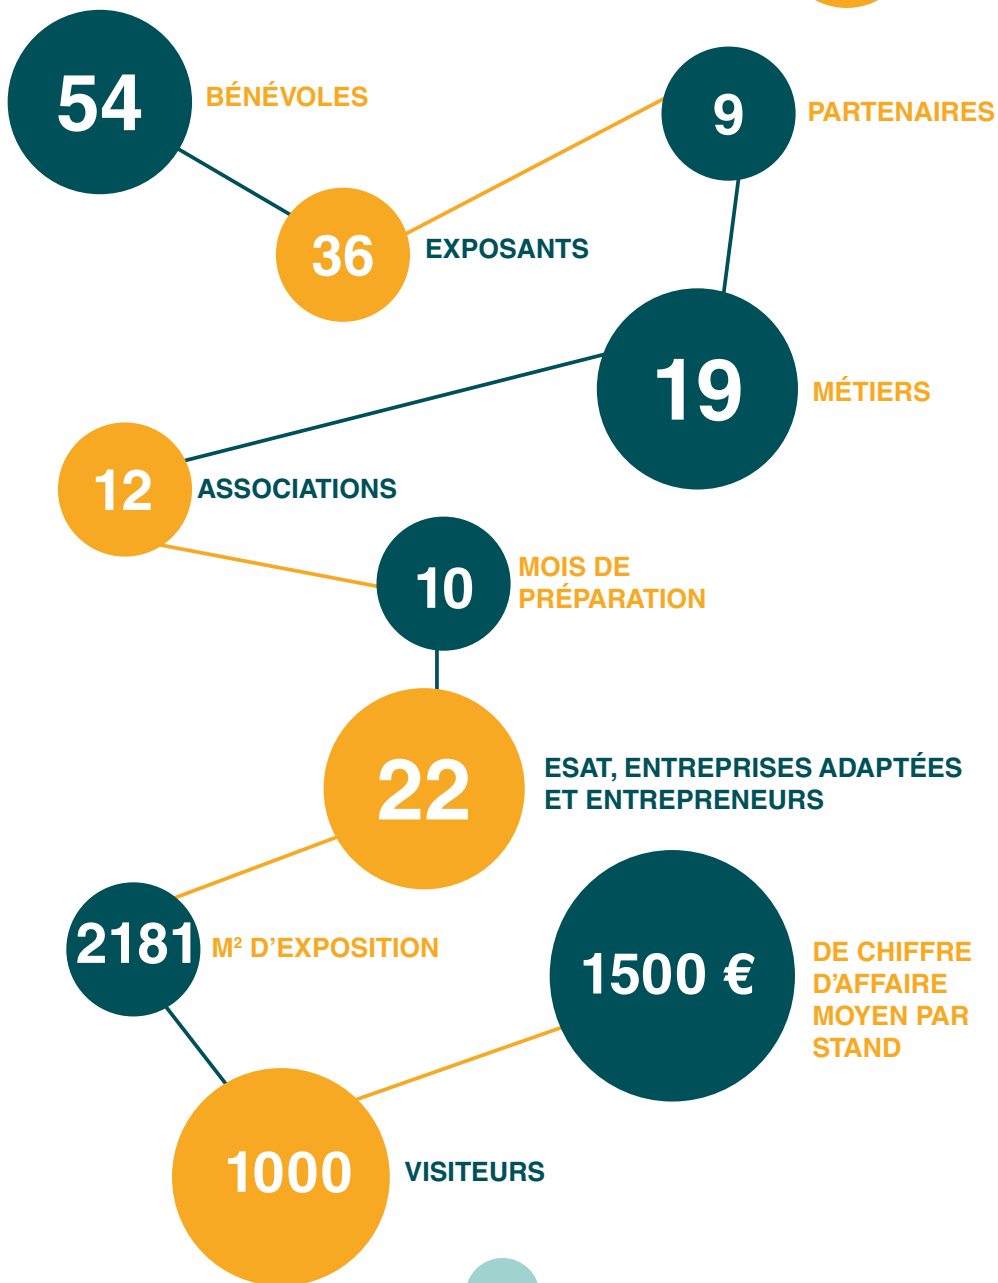 54
BÉNÉVOLES
9
PARTENAIRES
36
EXPOSANTS
19
MÉTIERS
12
ASSOCIATIONS
10
MOIS DE
PRÉPARATION
22
ESAT, ENTREPRISES ADAPTÉES
ET ENTREPRENEURS
2181
M² D'EXPOSITION
1500 €
DE CHIFFRE
D'AFFAIRE
MOYEN PAR
STAND
1000
VISITEURS